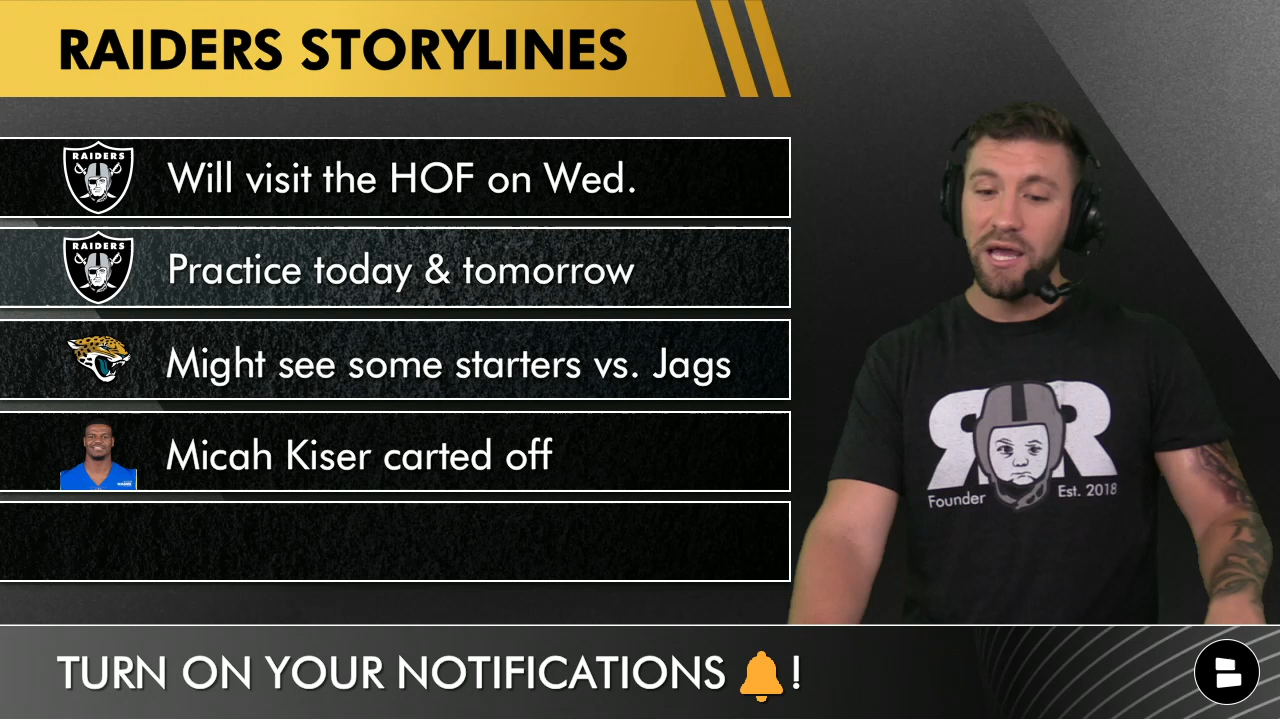 RAIDERS STORYLINES
RAIDERS
Will visit the HOF on Wed.
RAIDERS
Practice today & tomorrow
Might see some starters vs. Jags
Micah Kiser carted off
RR
Founder
Est. 2018
TURN ON YOUR NOTIFICATIONS !